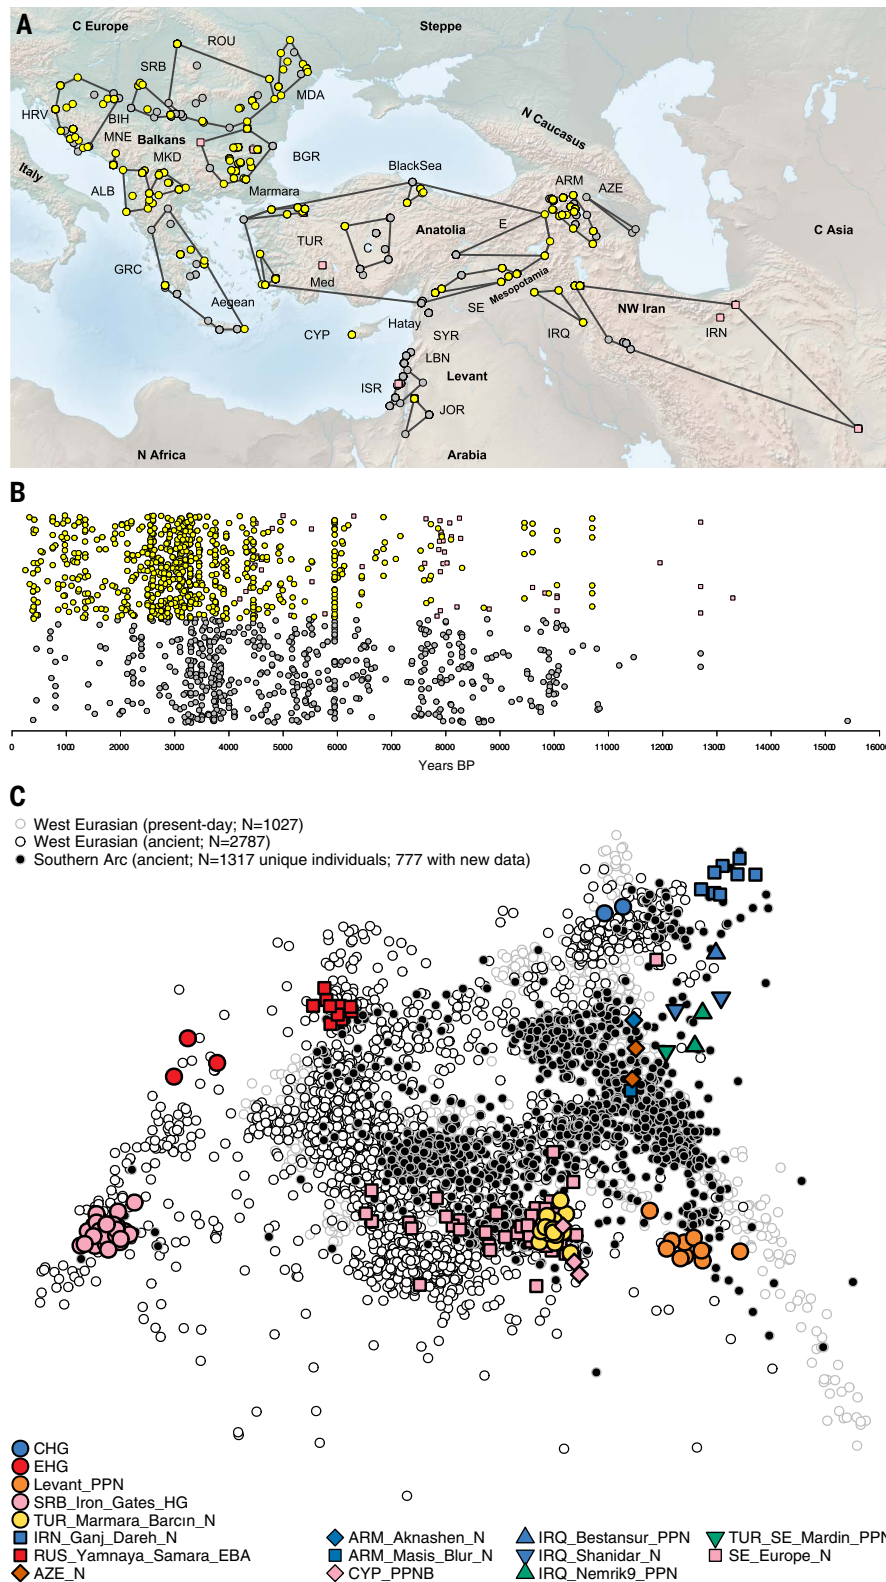 A
C Europe
Steppe
ROU
SRB
MDA
HRV
BIH
MNE
Balkans
MKD
BGR
N Caucasus
Italy
ALB
Marmara
BlackSea
ARM
AZE
E
TUR
C
Anatolia
C Asia
GRC
Med
Mesopotamia
Aegean
SE
NW Iran
Hatay
CYP
SYR
IRQ
IRN
LBN
ISR
Levant
JOR
N Africa
Arabia
B
0 1000 2000 3000 4000 5000 6000 7000 8000 9000 10000 11000 12000 13000 14000 15000 16000
Years BP
C
West Eurasian (present-day; N=1027)
West Eurasian (ancient; N=2787)
Southern Arc (ancient; N=1317 unique individuals; 777 with new data)
CHG
EHG
Levant_PPN
SRB_Iron_Gates_HG
TUR_Marmara_Barcın_N
IRN_Ganj_Dareh_N
RUS_Yamnaya_Samara_EBA
AZE_N
ARM_Aknashen_N
ARM_Masis_Blur_N
CYP_PPNB
IRQ_Bestansur_PPN
IRQ_Shanidar_N
IRQ_Nemrik9_PPN
TUR_SE_Mardin_PPN
SE_Europe_N